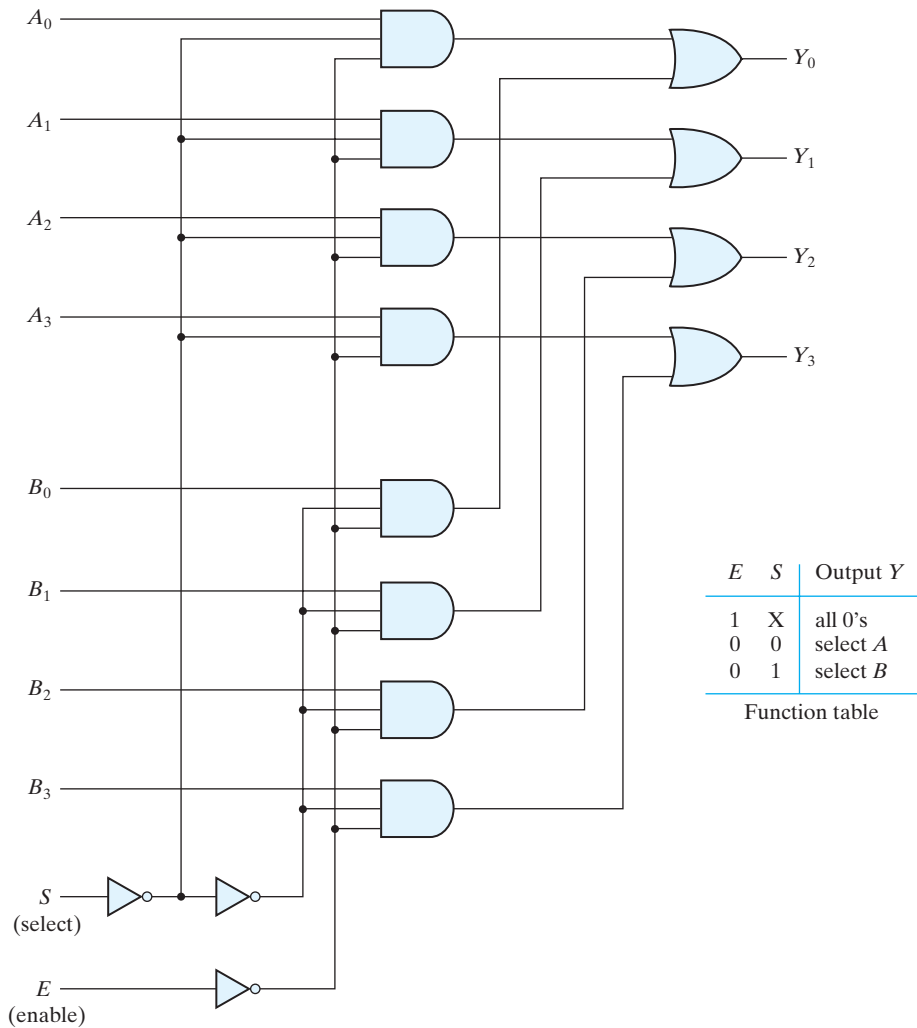 A₀
Y₀
A₁
Y₁
A₂
Y₂
A₃
Y₃
B₀
B₁
B₂
B₃
E S Output Y
1 X all 0's
0 0 select A
0 1 select B
Function table
S
(select)
E
(enable)